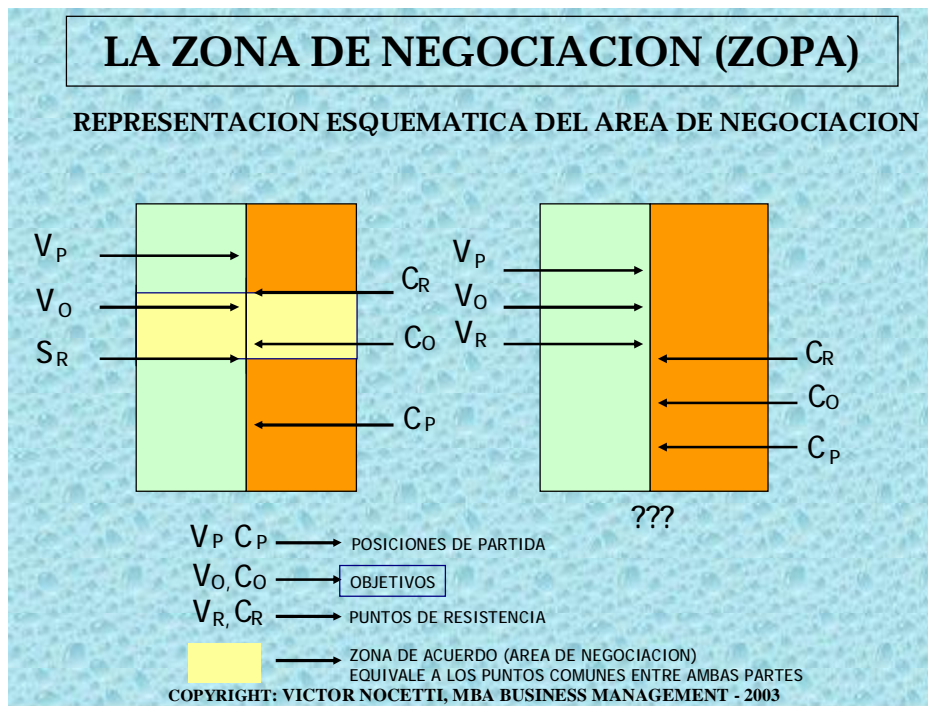 LA ZONA DE NEGOCIACION (ZOPA)
REPRESENTACION ESQUEMATICA DEL AREA DE NEGOCIACION
VP
VO
SR
CR
CO
CP
VP
VO
VR
CR
CO
CP
???
VP CP POSICIONES DE PARTIDA
VO, CO OBJETIVOS
VR, CR PUNTOS DE RESISTENCIA
ZONA DE ACUERDO (AREA DE NEGOCIACION)
EQUIVALE A LOS PUNTOS COMUNES ENTRE AMBAS PARTES
COPYRIGHT: VICTOR NOCETTI, MBA BUSINESS MANAGEMENT - 2003